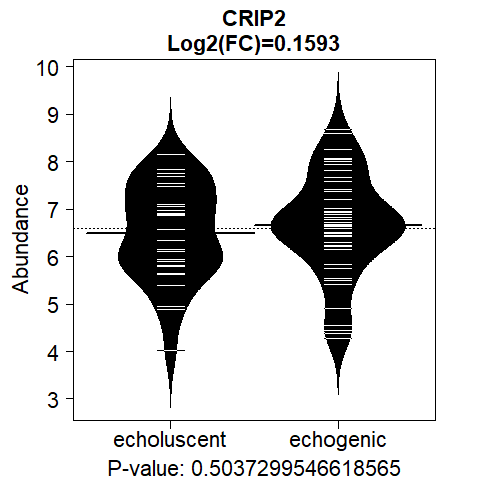 CRIP2
Log2(FC)=0.1593
10
9
8
7
6
5
4
3
Abundance
echoluscent echogenic
P-value: 0.5037299546618565